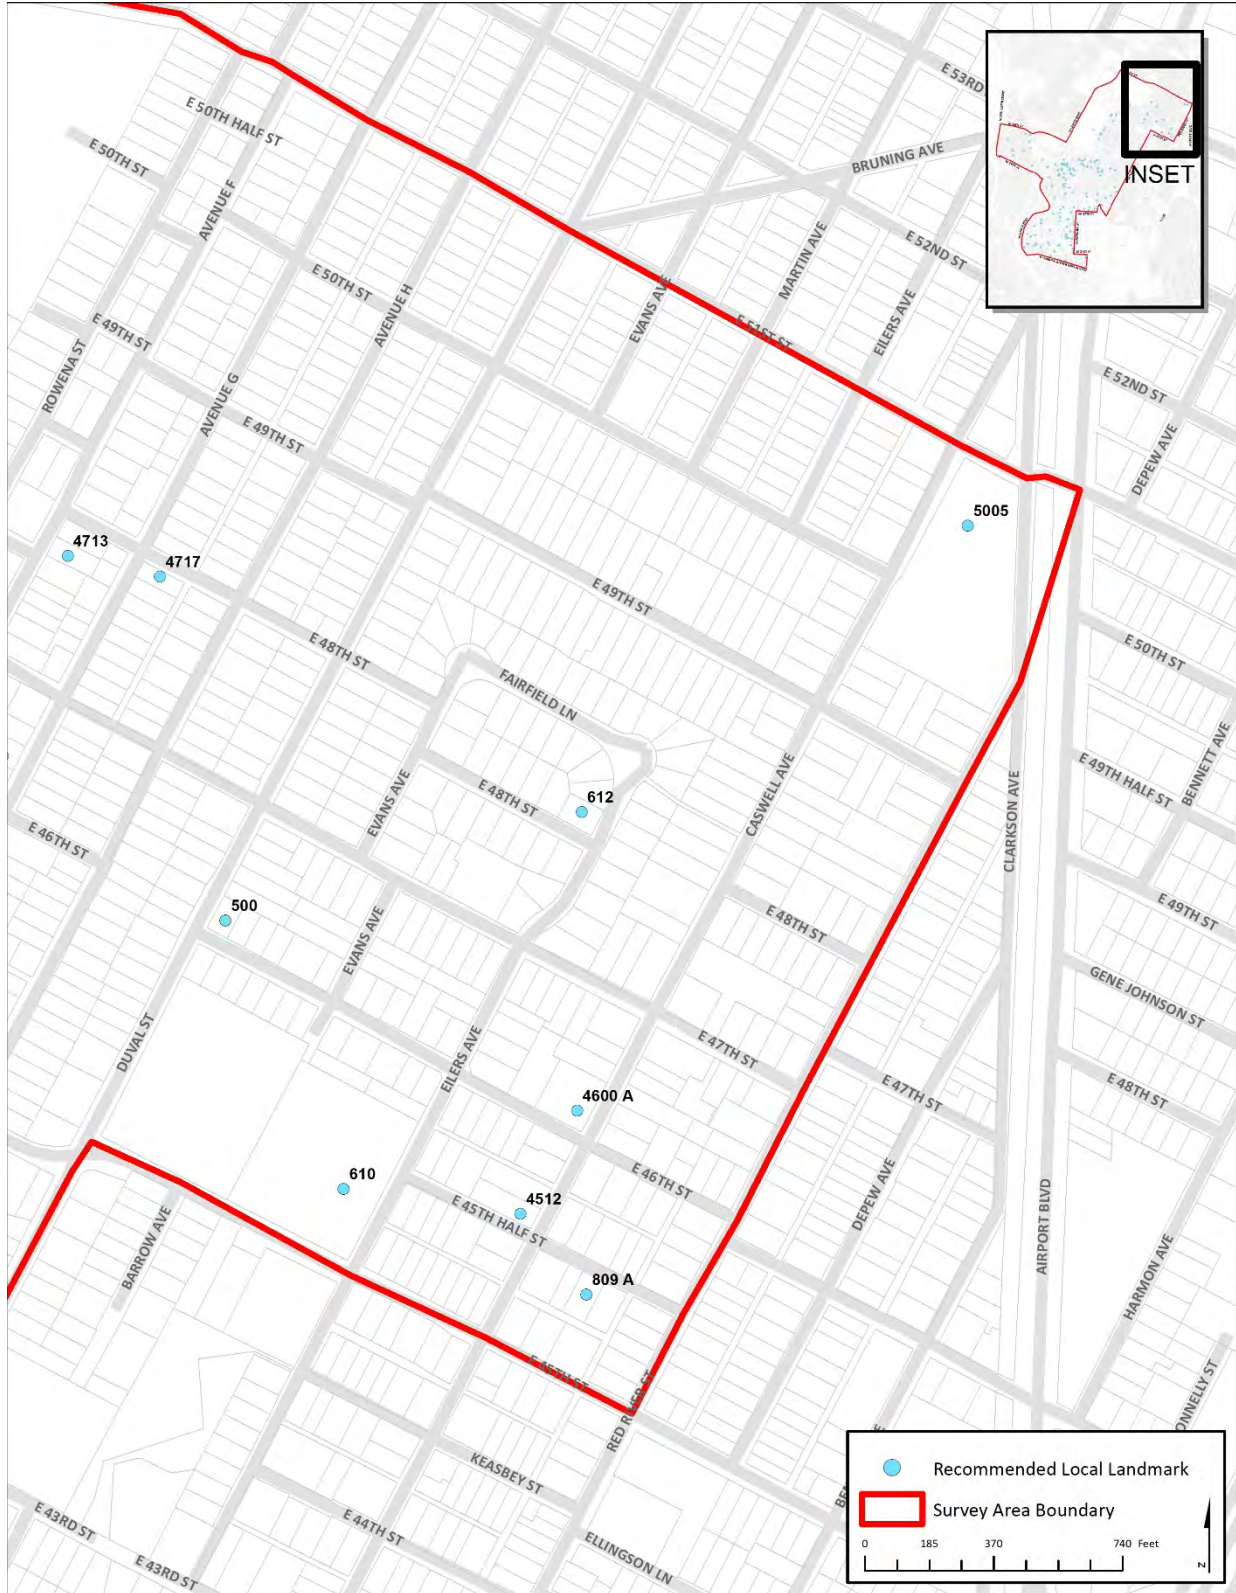 E 53RD
BRUNING AVE
INSET
E 50TH HALF ST
E 50TH ST
AVENUE F
E 50TH ST
AVENUE H
EVANS AVE
MARTIN AVE
E 52ND ST
EILERS AVE
E 51ST ST
E 52ND ST
DEPEW AVE
E 49TH ST
ROWENA ST
AVENUE G
E 49TH ST
5005
4713
4717
E 49TH ST
E 48TH ST
E 50TH ST
FAIRFIELD LN
BENNETT AVE
E 49TH HALF ST
CASWELL AVE
EVANS AVE
E 48TH ST
612
CLARKSON AVE
E 46TH ST
500
E 48TH ST
E 49TH ST
EVANS AVE
GENE JOHNSON ST
DUVAL ST
EILERS AVE
E 47TH ST
E 47TH ST
E 48TH ST
4600 A
610
E 46TH ST
4512
E 45TH HALF ST
DEPEW AVE
AIRPORT BLVD
BARROW AVE
HARMON AVE
809 A
E 45TH ST
RED RIVER ST
ONNELLY ST
KEASBEY ST
E 43RD ST
E 44TH ST
ELLINGSON LN
E 43RD ST
Recommended Local Landmark
Survey Area Boundary
0 185 370 740 Feet
N